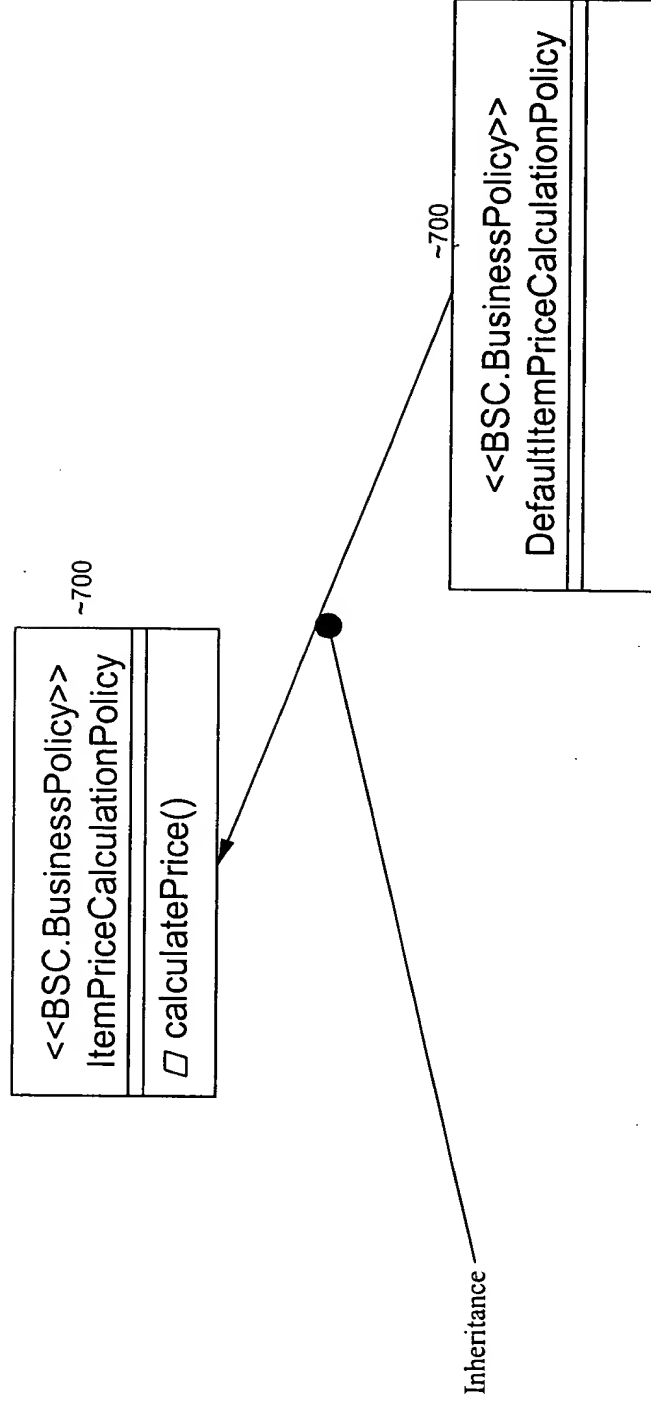 <<BSC.BusinessPolicy>>
ItemPriceCalculationPolicy
calculatePrice()
~700
<<BSC.BusinessPolicy>>
DefaultItemPriceCalculationPolicy
~700
Inheritance